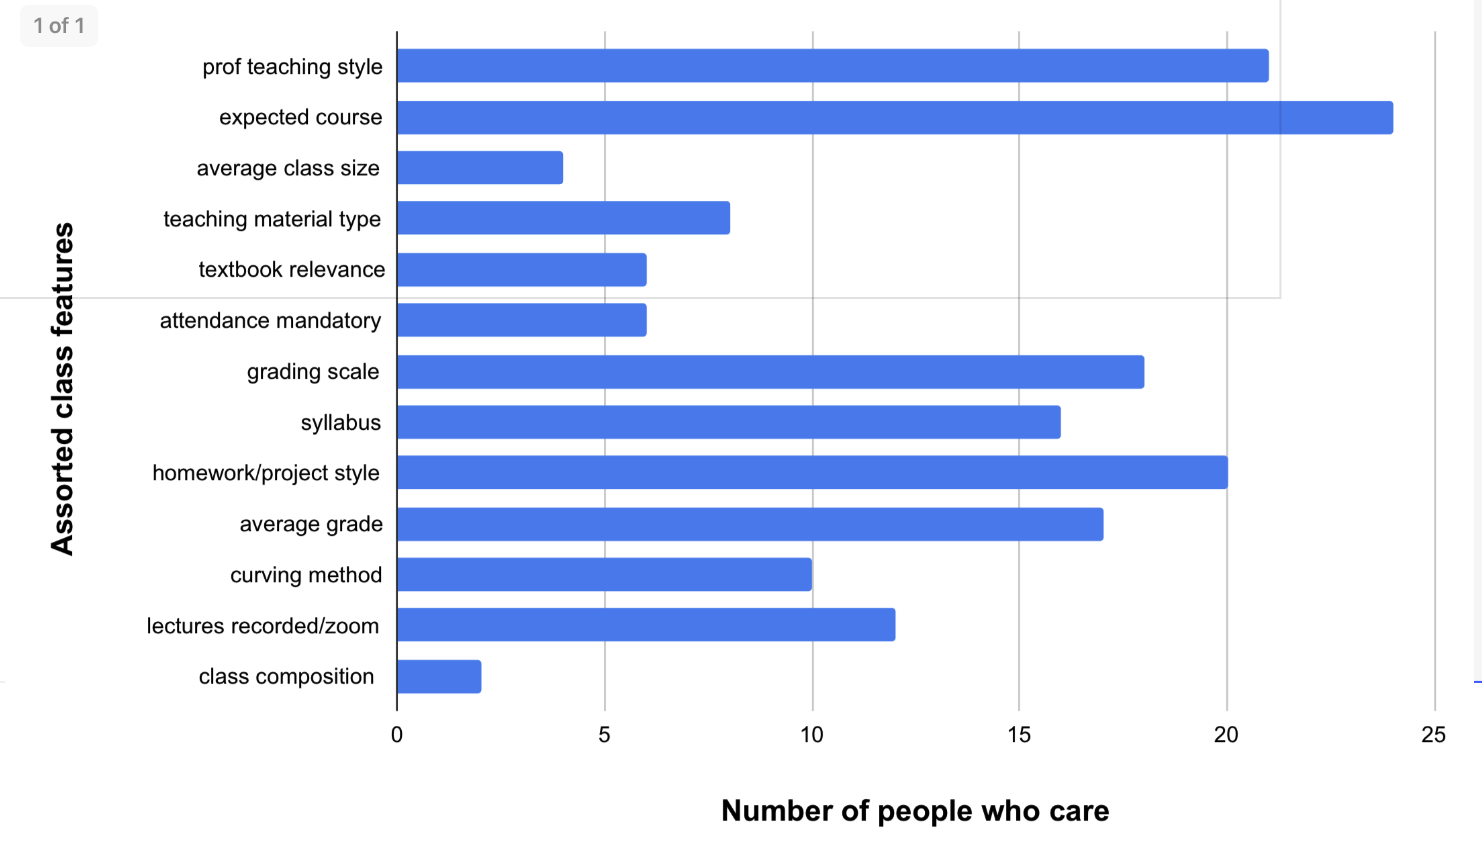 1 of 1
Assorted class features
prof teaching style
expected course
average class size
teaching material type
textbook relevance
attendance mandatory
grading scale
syllabus
homework/project style
average grade
curving method
lectures recorded/zoom
class composition
0 5 10 15 20 25
Number of people who care